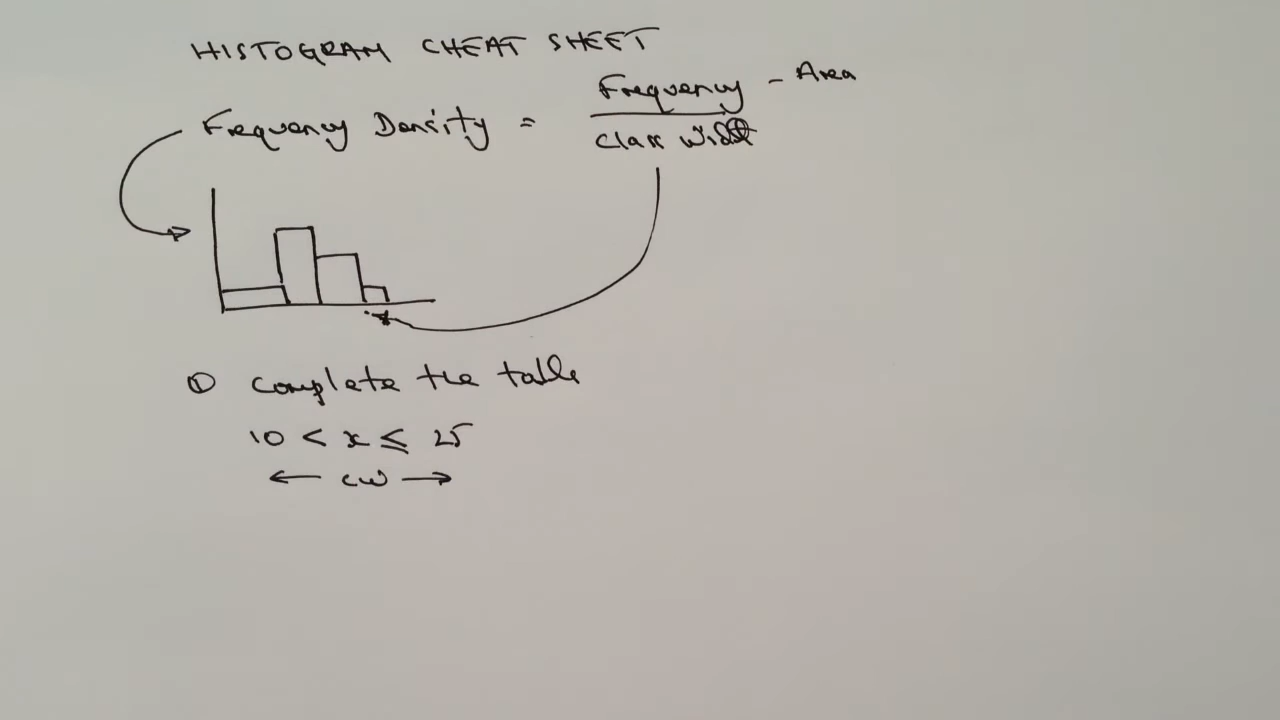 HISTOGRAM CHEAT SHEET
Frequency Density = Frequency / Class Width - Area
① Complete the table
10 < x ≤ 25
← CW →